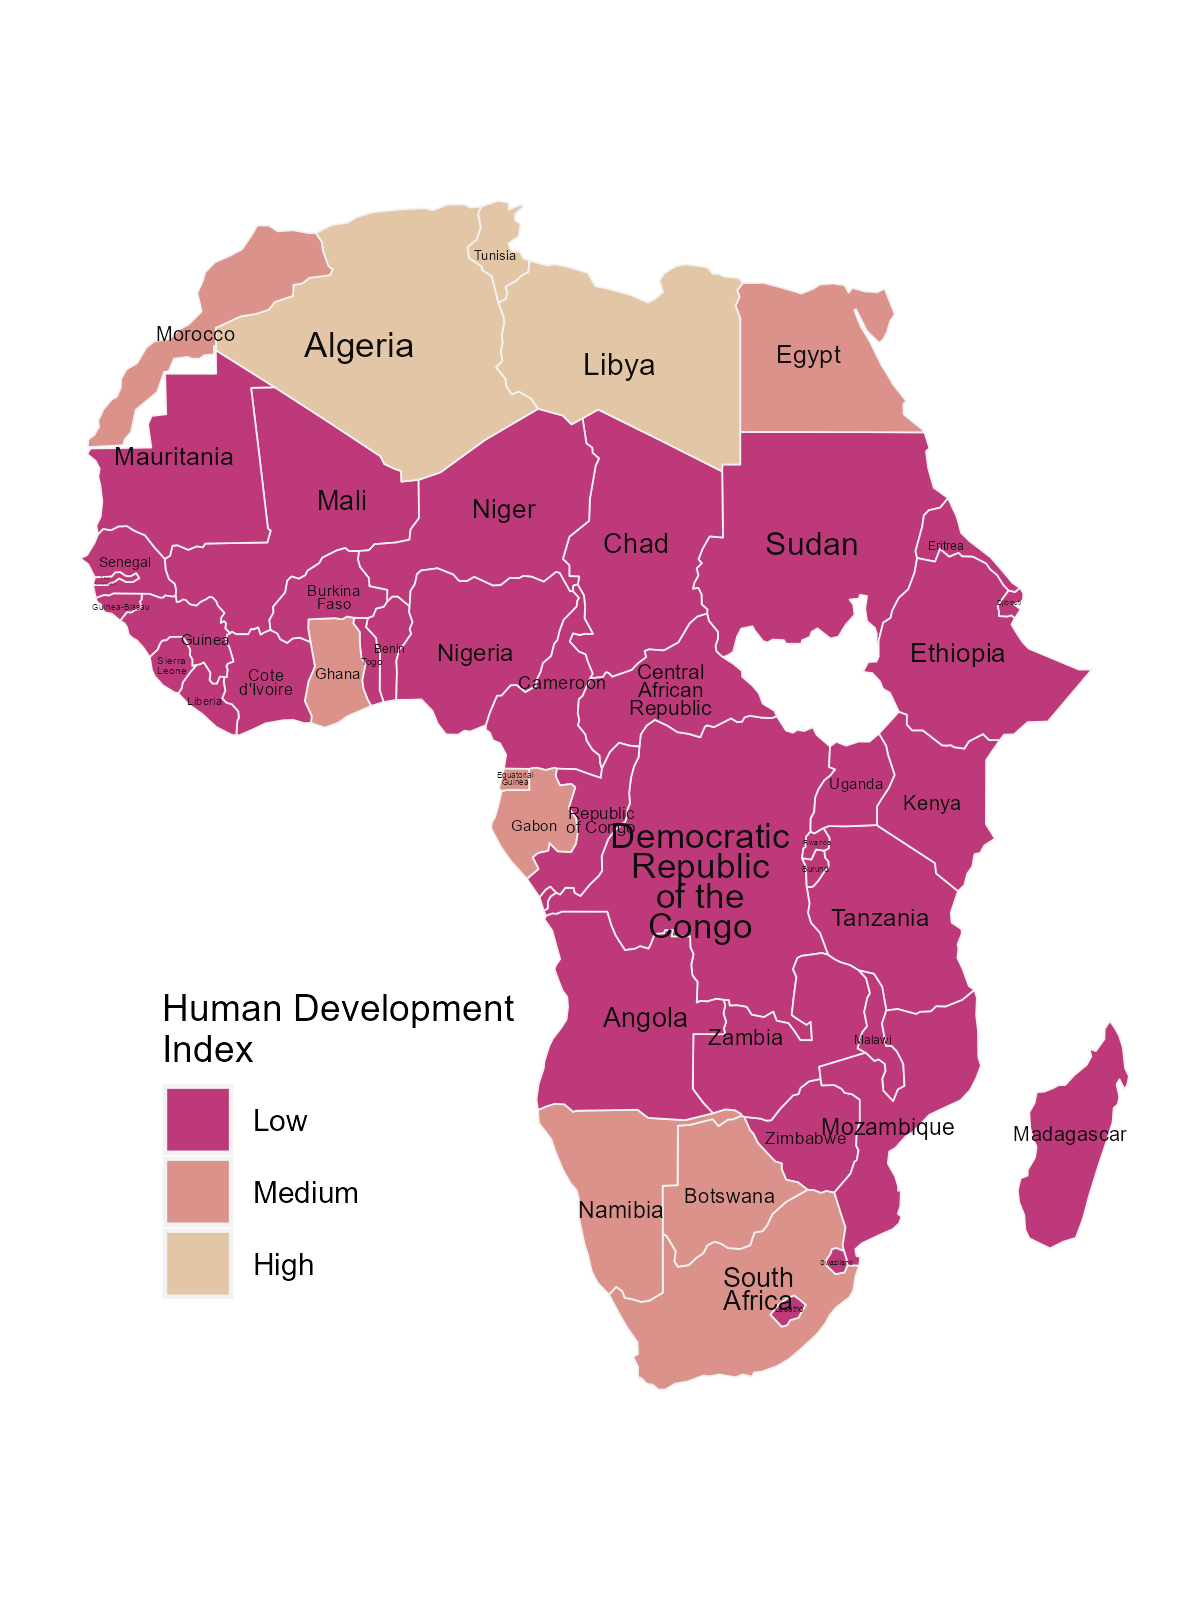 Tunisia
Morocco
Algeria
Libya
Egypt
Mauritania
Mali
Niger
Chad
Sudan
Eritrea
Senegal
Guinea-Bissau
Burkina
Faso
Djibouti
Guinea
Nigeria
Ethiopia
Benin
Togo
Ghana
Sierra
Leone
Cote
d'Ivoire
Liberia
Cameroon
Central
African
Republic
Equatorial
Guinea
Uganda
Kenya
Gabon
Republic
of Congo
Rwanda
Burundi
Democratic
Republic
of the
Congo
Tanzania
Angola
Zambia
Malawi
Human Development
Index
Low
Medium
High
Zimbabwe
Mozambique
Madagascar
Namibia
Botswana
Swaziland
South
Africa
Lesotho